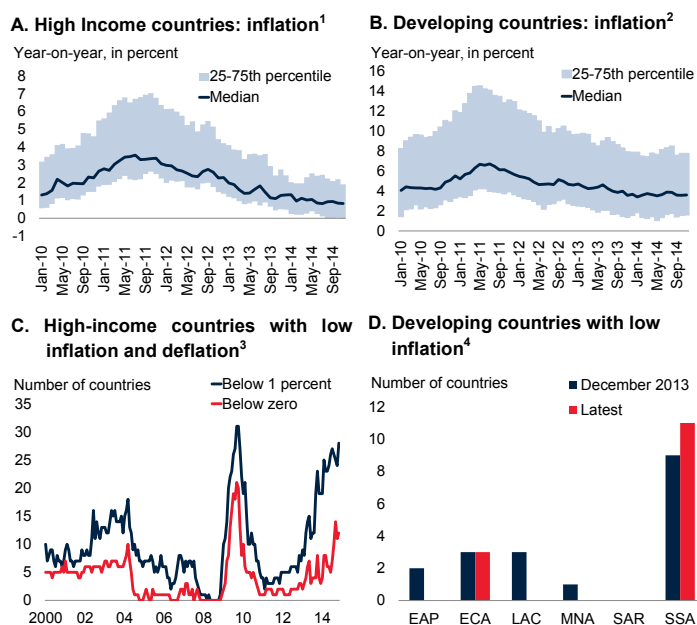 A. High Income countries: inflation1
Year-on-year, in percent
8
7
6
5
4
3
2
1
0
-1
25-75th percentile
Median
Jan-10
May-10
Sep-10
Jan-11
May-11
Sep-11
Jan-12
May-12
Sep-12
Jan-13
May-13
Sep-13
Jan-14
May-14
Sep-14
B. Developing countries: inflation2
Year-on-year, in percent
16
14
12
10
8
6
4
2
0
25-75th percentile
Median
Jan-10
May-10
Sep-10
Jan-11
May-11
Sep-11
Jan-12
May-12
Sep-12
Jan-13
May-13
Sep-13
Jan-14
May-14
Sep-14
C. High-income countries with low
inflation and deflation3
Number of countries
35
30
25
20
15
10
5
0
Below 1 percent
Below zero
2000 02 04 06 08 10 12 14
D. Developing countries with low
inflation4
Number of countries
12
10
8
6
4
2
0
December 2013
Latest
EAP ECA LAC MNA SAR SSA